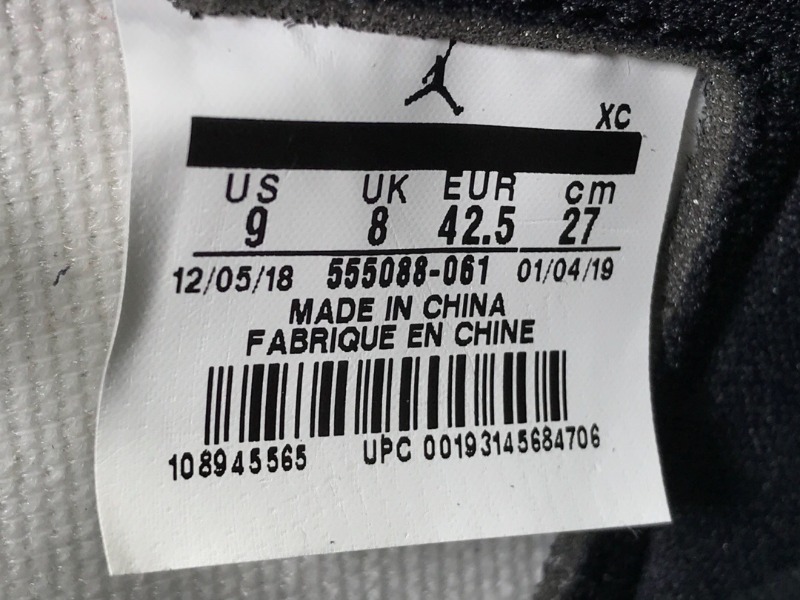 XC
US UK EUR cm
9 8 42.5 27
12/05/18 555088-061 01/04/19
MADE IN CHINA
FABRIQUE EN CHINE
108945565 UPC 00193145684706